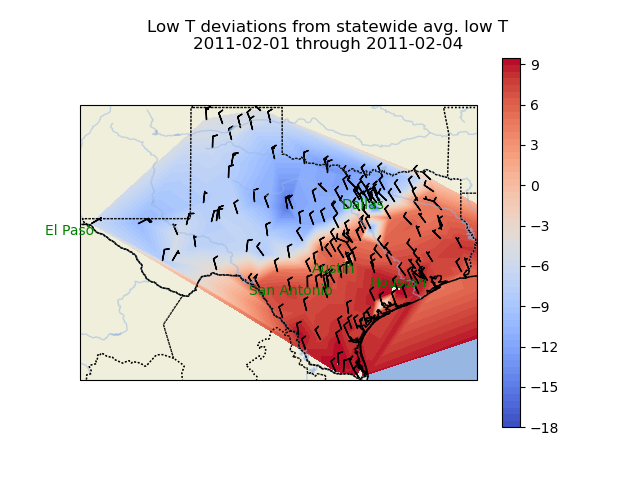 Low T deviations from statewide avg. low T
2011-02-01 through 2011-02-04
9
6
3
0
−3
−6
−9
−12
−15
−18
Dallas
El Paso
Austin
Houston
San Antonio